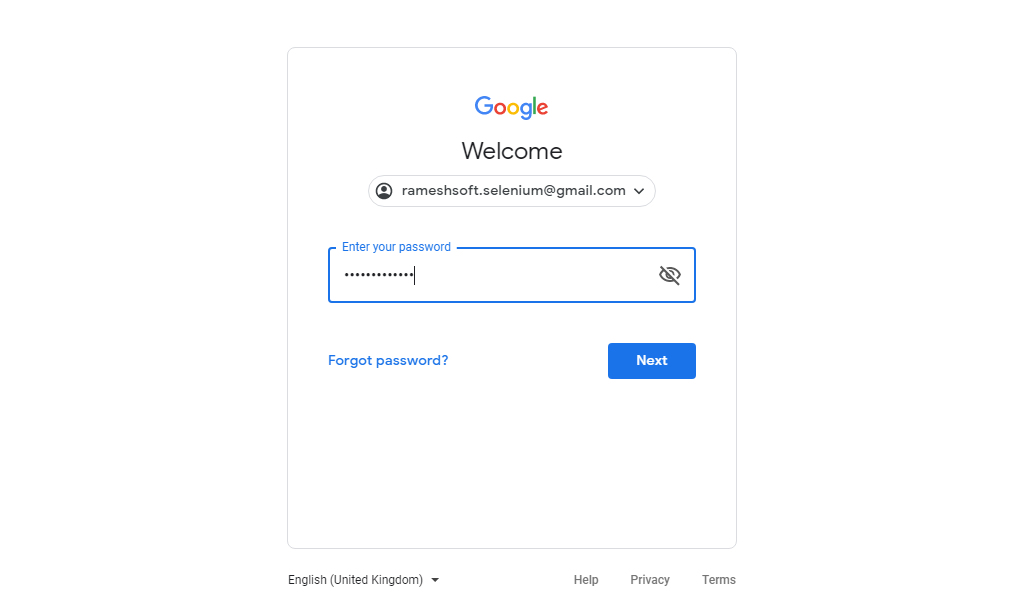 Google
Welcome
rameshsoft.selenium@gmail.com
Enter your password
•••••••••••••
Forgot password?
Next
English (United Kingdom)
Help
Privacy
Terms